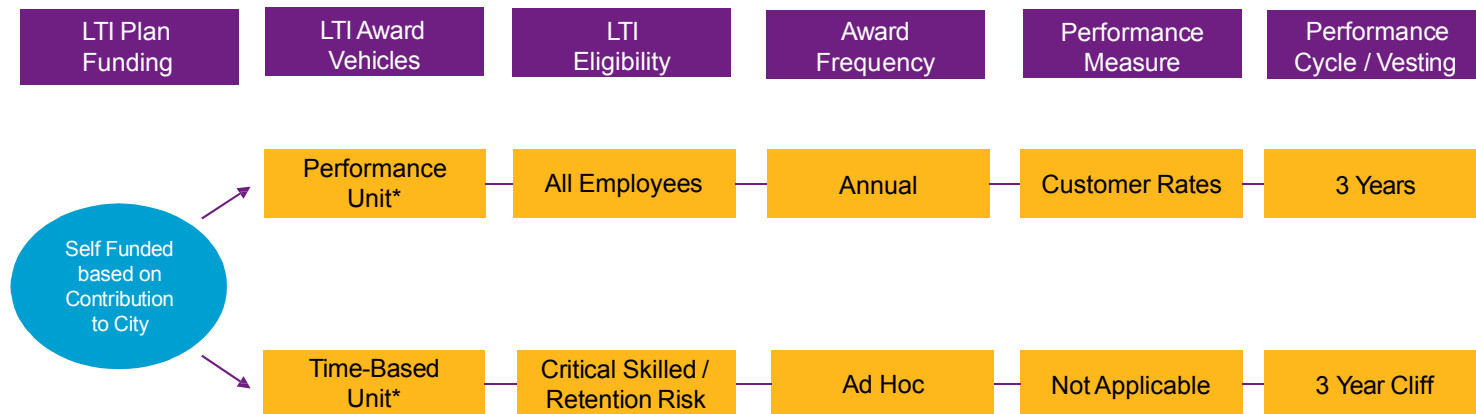 LTI Plan
Funding
LTI Award
Vehicles
LTI
Eligibility
Award
Frequency
Performance
Measure
Performance
Cycle / Vesting
Performance
Unit*
All Employees
Annual
Customer Rates
3 Years
Self Funded
based on
Contribution
to City
Time-Based
Unit*
Critical Skilled /
Retention Risk
Ad Hoc
Not Applicable
3 Year Cliff